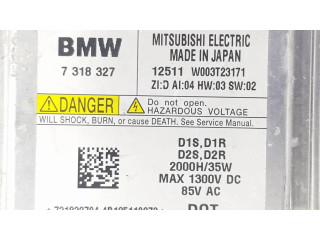 BMW
7 318 327
MITSUBISHI ELECTRIC
MADE IN JAPAN
12511 W003T23171
ZI:D AI:04 HW:03 SW:02
DANGER
DO NOT OPEN.
HAZARDOUS VOLTAGE
WILL SHOCK, BURN, or cause DEATH. See Service Manual.
D1S,D1R
D2S,D2R
2000H/35W
MAX 1300V DC
85V AC
DOT